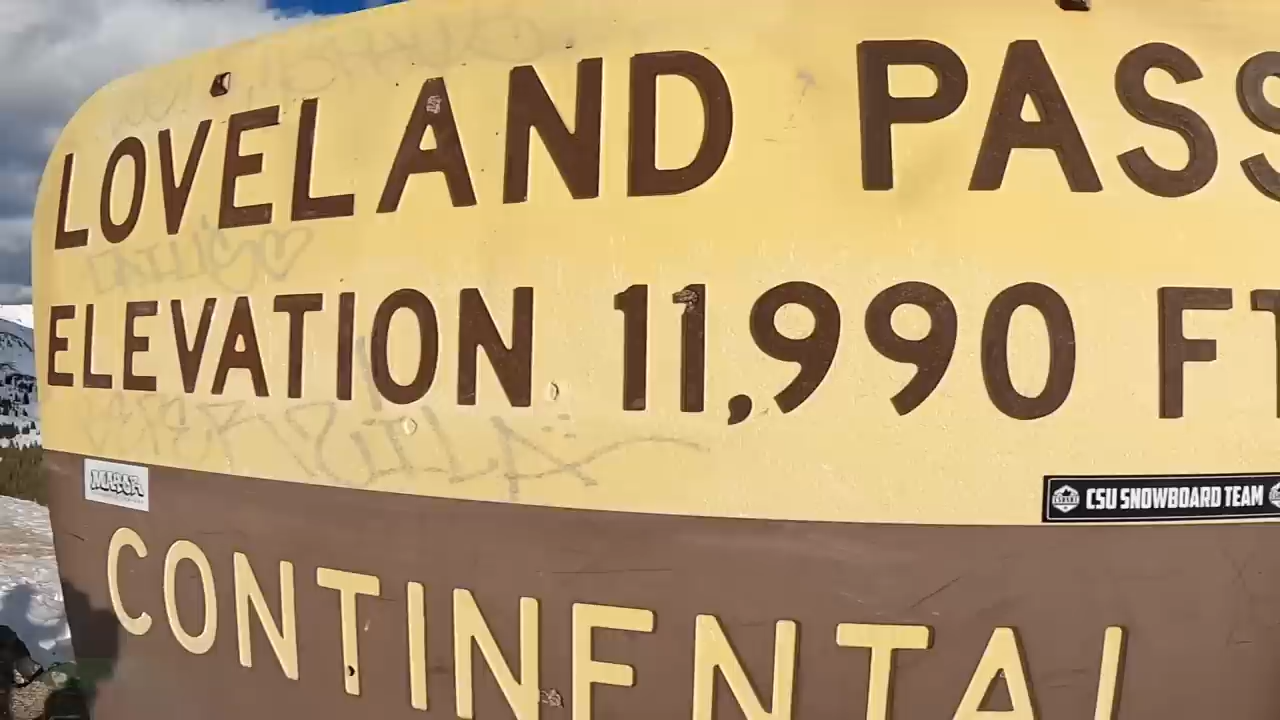 LOVELAND PASS
ELEVATION 11,990 FT
CSU SNOWBOARD TEAM
CONTINENTAL